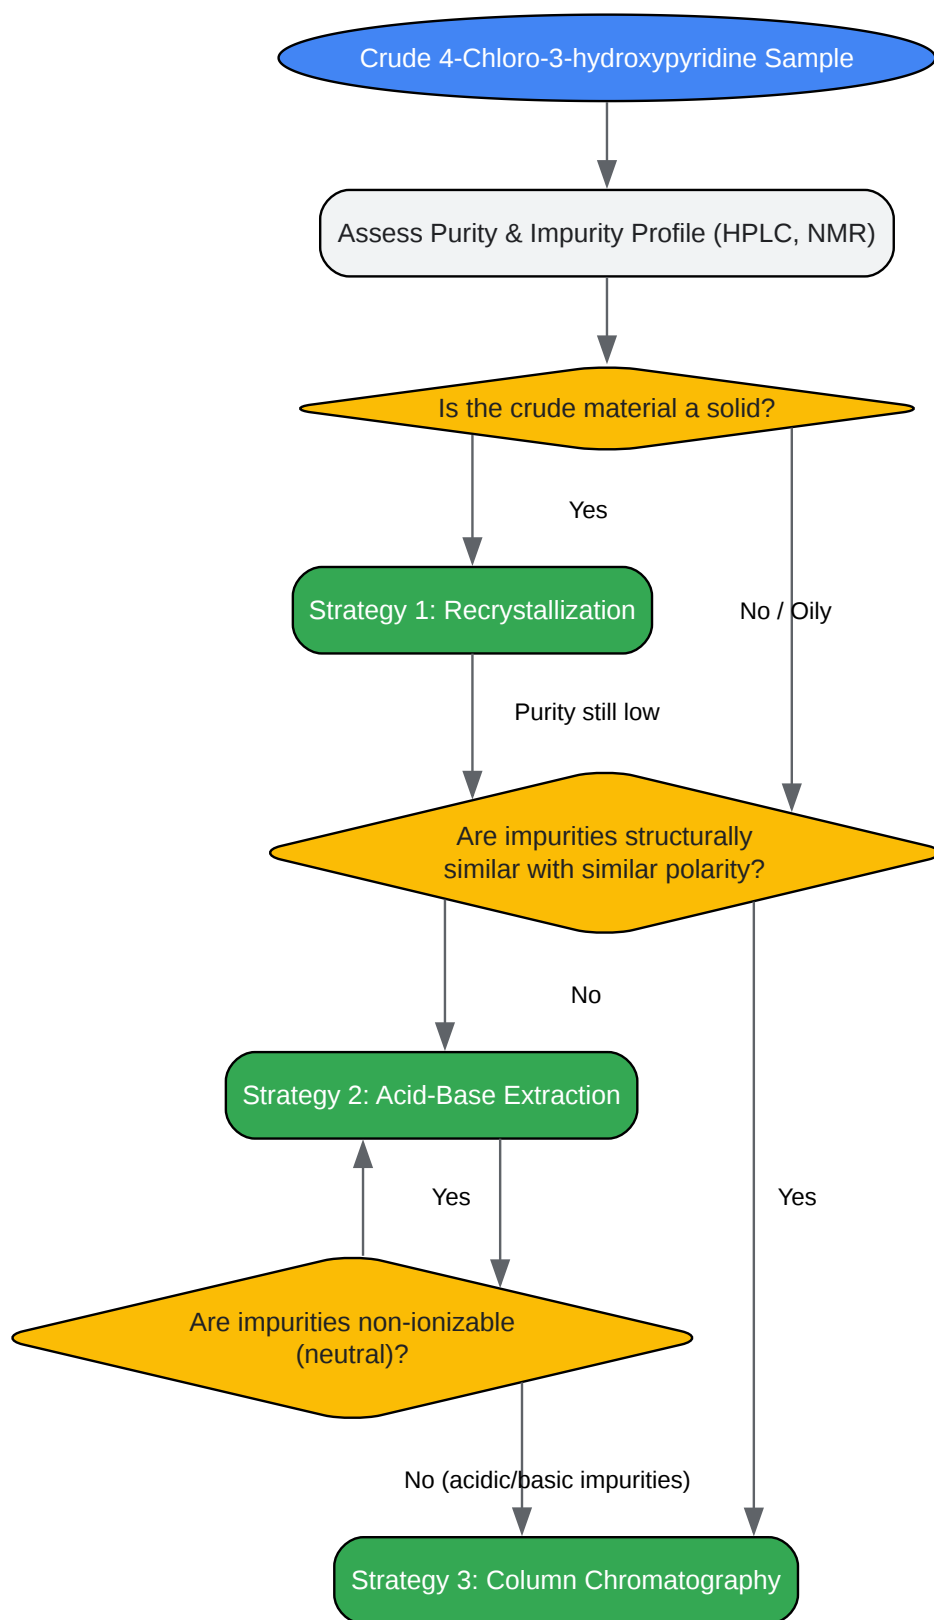 Crude 4-Chloro-3-hydroxypyridine Sample
Assess Purity & Impurity Profile (HPLC, NMR)
Is the crude material a solid?
Yes
Strategy 1: Recrystallization
No / Oily
Purity still low
Are impurities structurally
similar with similar polarity?
No
Strategy 2: Acid-Base Extraction
Yes
Yes
Are impurities non-ionizable
(neutral)?
No (acidic/basic impurities)
Strategy 3: Column Chromatography